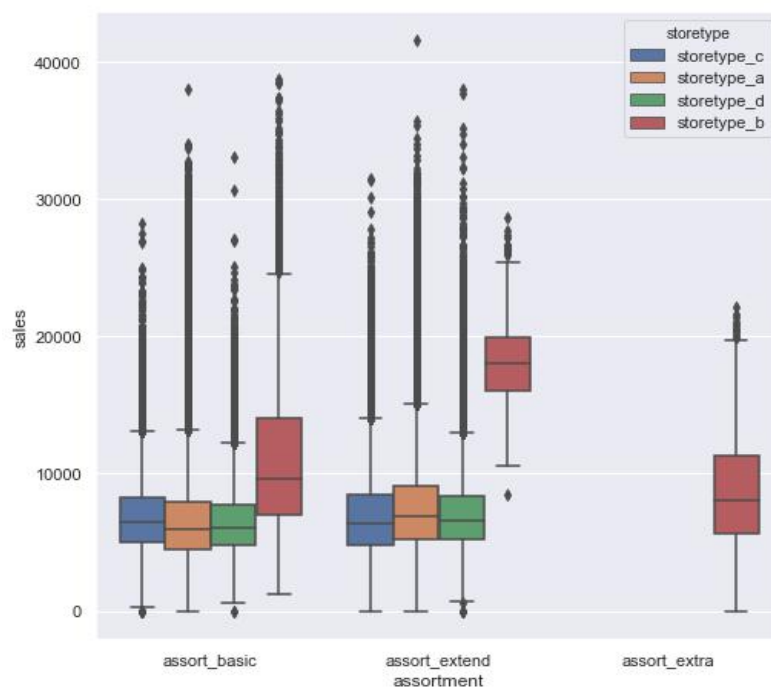 storetype
storetype_c
storetype_a
storetype_d
storetype_b
40000
30000
20000
10000
0
sales
assort_basic
assort_extend
assort_extra
assortment